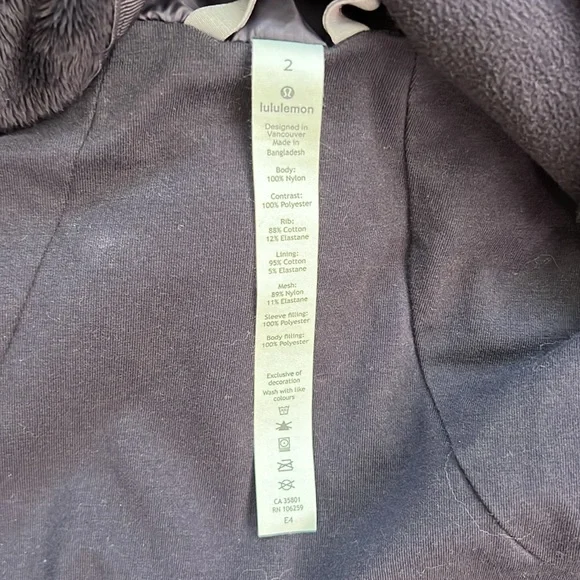 2
lululemon
Designed in
Vancouver
Made in
Bangladesh
Body:
100% Nylon
Contrast:
100% Polyester
Rib:
88% Cotton
12% Elastane
Lining:
95% Cotton
5% Elastane
Mesh:
89% Nylon
11% Elastane
Sleeve filling:
100% Polyester
Body filling:
100% Polyester
Exclusive of
decoration
Wash with like
colours
CA 35801
RN 106259
E4